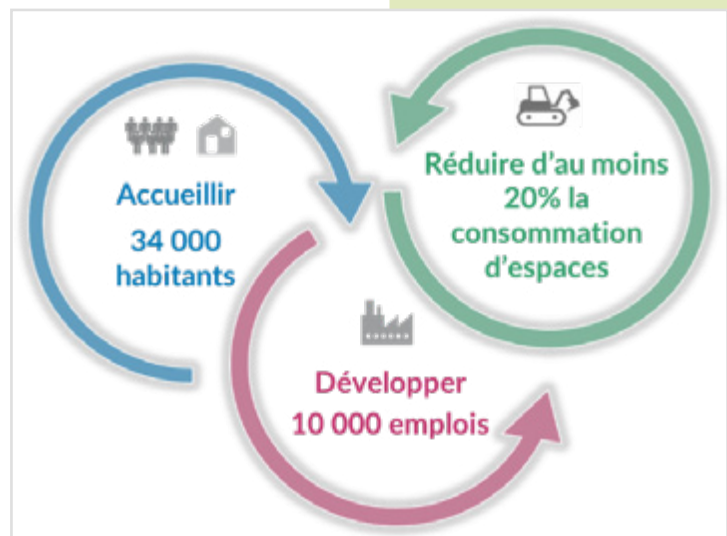 Accueillir
34 000
habitants
Réduire d'au moins
20% la
consommation
d'espaces
Développer
10 000 emplois